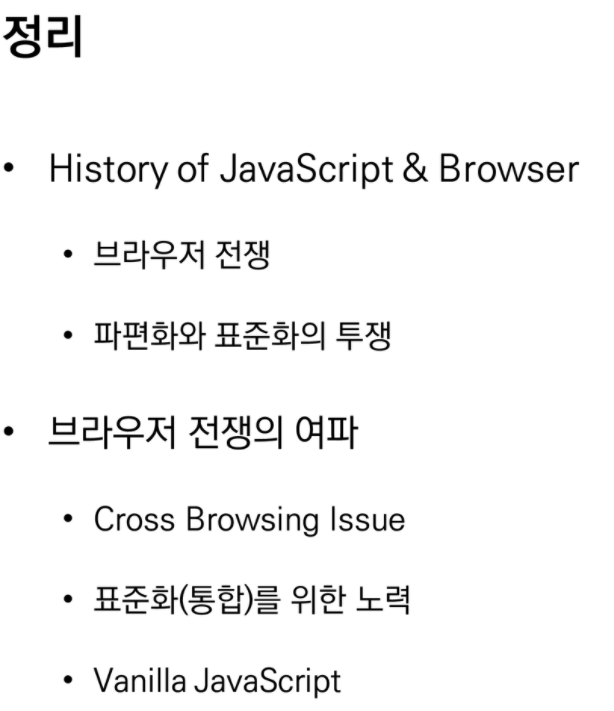 정리
• History of JavaScript & Browser
• 브라우저 전쟁
• 파편화와 표준화의 투쟁
• 브라우저 전쟁의 여파
• Cross Browsing Issue
• 표준화(통합)를 위한 노력
• Vanilla JavaScript